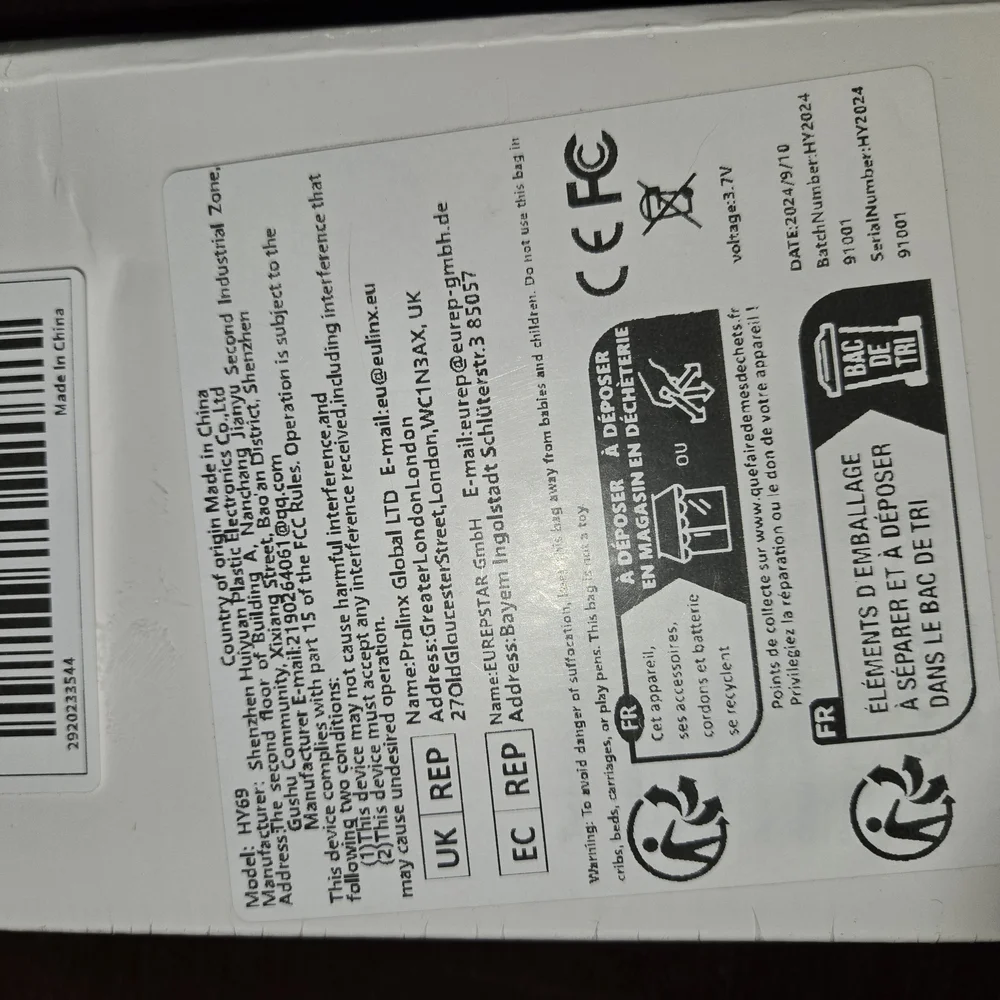 2920233544
Made In China
Model: HY69 Country of origin Made in China
Manufacturer: Shenzhen Huiyuan Plastic Electronics Co.,Ltd
Address:The second floor of Building A, Nanchang Jianyu Second Industrial Zone,
Gushu Community, Xixiang Street, Bao'an District, Shenzhen
Manufacturer E-mail:2190264061@qq.com
This device complies with part 15 of the FCC Rules. Operation is subject to the
following two conditions:
(1)This device may not cause harmful interference,and
(2)This device must accept any interference received,including interference that
may cause undesired operation.
UK REP
Name:Prolinx Global LTD E-mail:eu@eulinx.eu
Address:GreaterLondonLondon
27OldGloucesterStreet,London,WC1N3AX, UK
EC REP
Name:EUREPSTAR GmbH E-mail:eurep@eurep-gmbh.de
Address:Bayern Ingolstadt Schlüterstr.3 85057
Warning: To avoid danger of suffocation, keep this bag away from babies and children. Do not use this bag in
cribs, beds, carriages, or play pens. This bag is not a toy.
FR
Cet appareil,
ses accessoires,
cordons et batterie
se recyclent
À DÉPOSER
EN MAGASIN
OU
À DÉPOSER
EN DÉCHÈTERIE
Points de collecte sur www.quefairedemesdechets.fr
Privilegiez la réparation ou le don de votre appareil !
CE FC
voltage:3.7V
FR
ÉLÉMENTS D EMBALLAGE
À SÉPARER ET À DÉPOSER
DANS LE BAC DE TRI
BAC
DE
TRI
DATE:2024/9/10
BatchNumber:HY2024
91001
SerialNumber:HY2024
91001